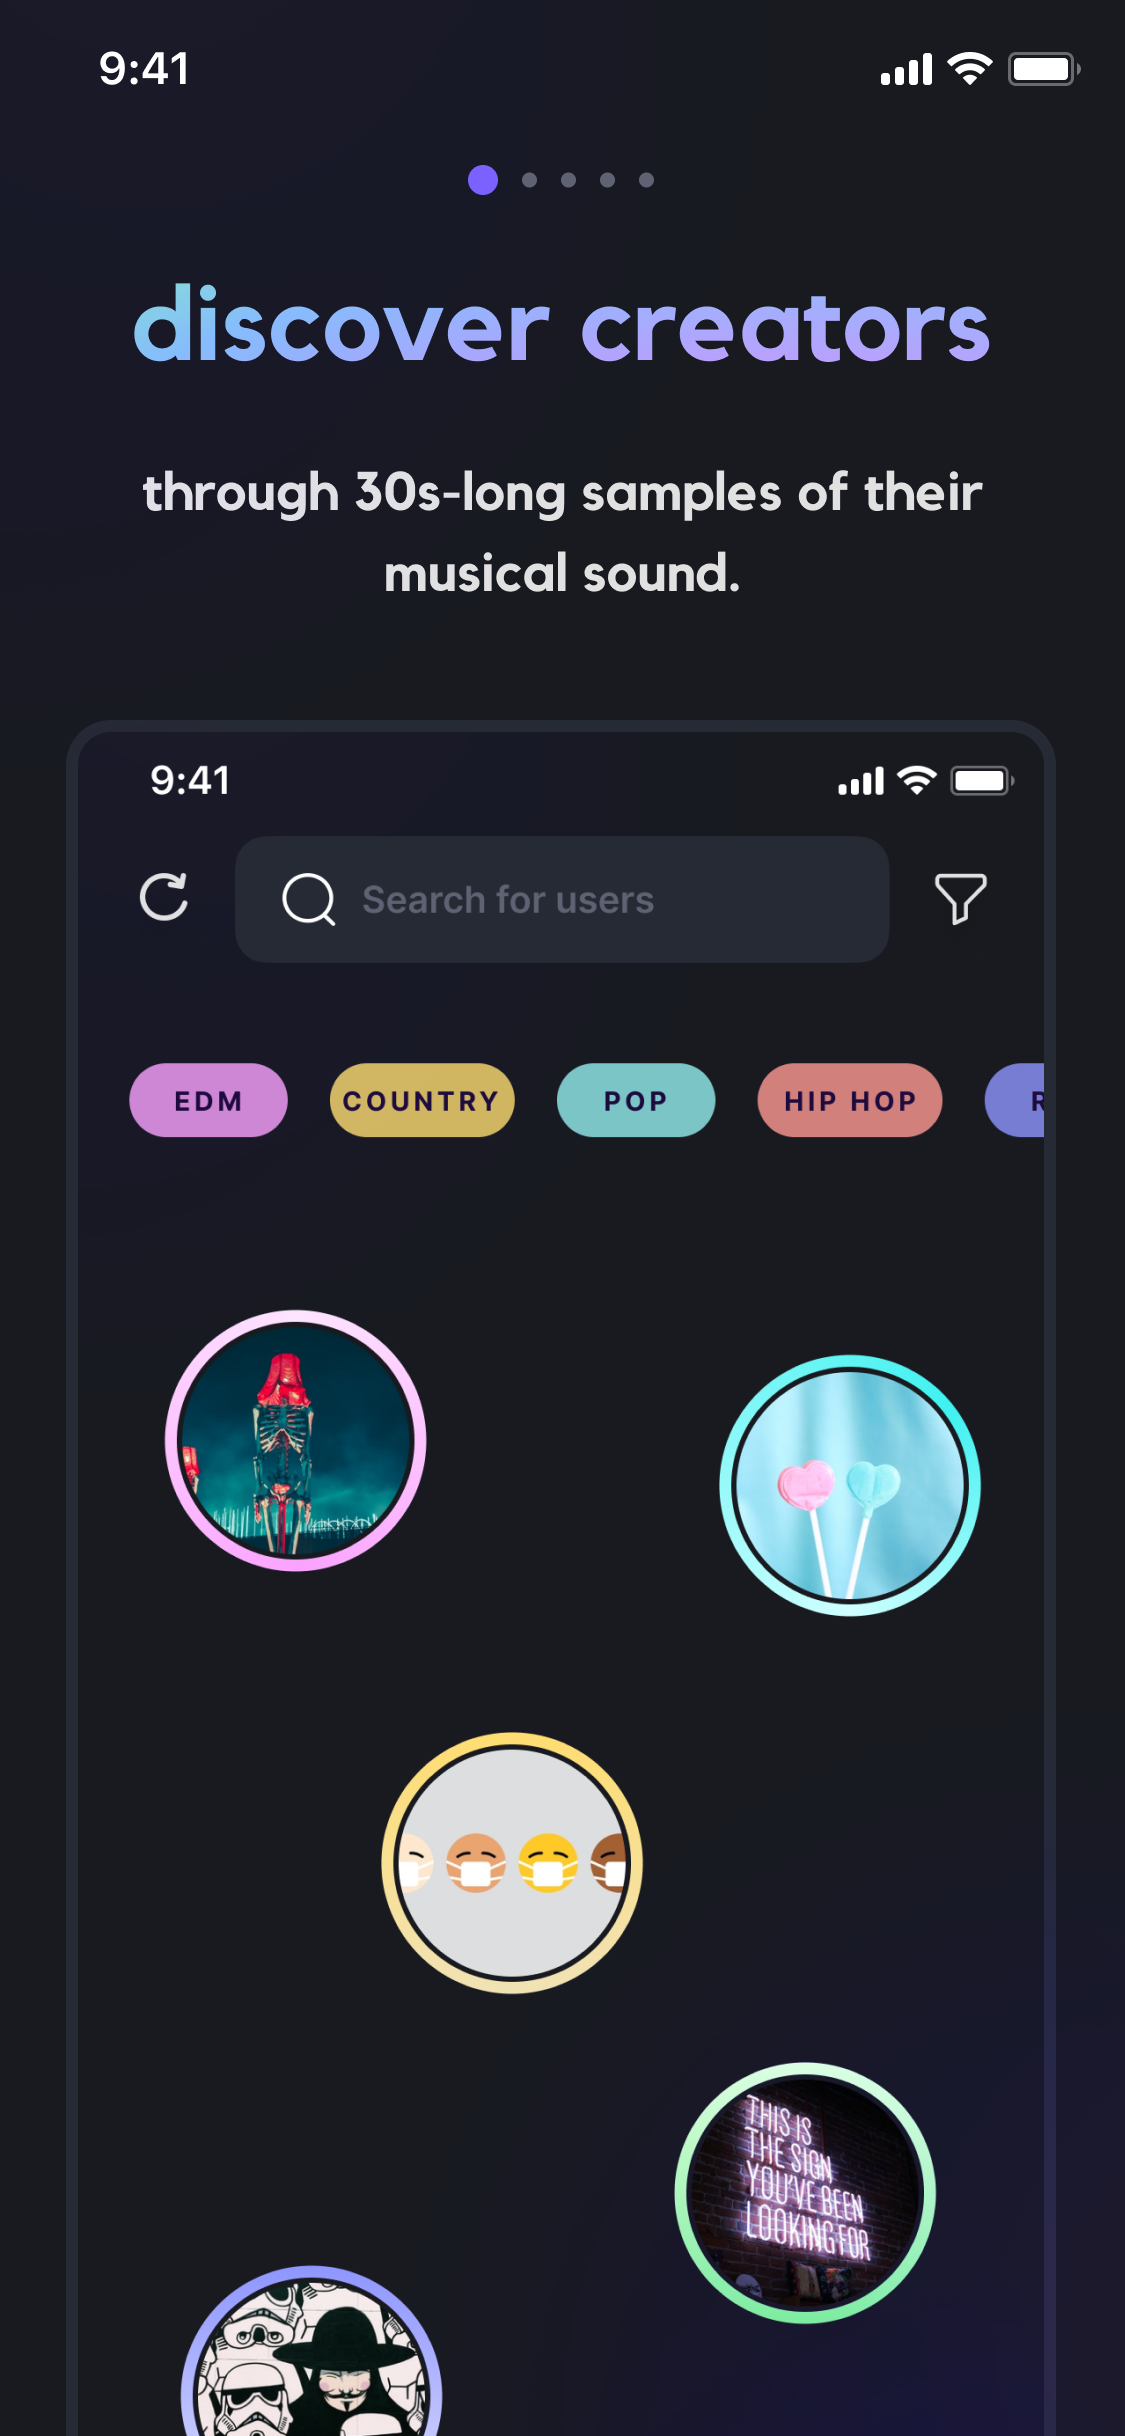 9:41
discover creators
through 30s-long samples of their
musical sound.
9:41
Search for users
EDM COUNTRY POP HIP HOP R
THIS IS
THE SIGN
YOU'VE BEEN
LOOKING FOR